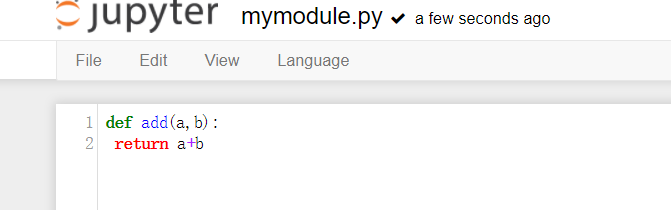 jupyter mymodule.py ✔ a few seconds ago
File Edit View Language
1 def add(a,b):
2  return a+b